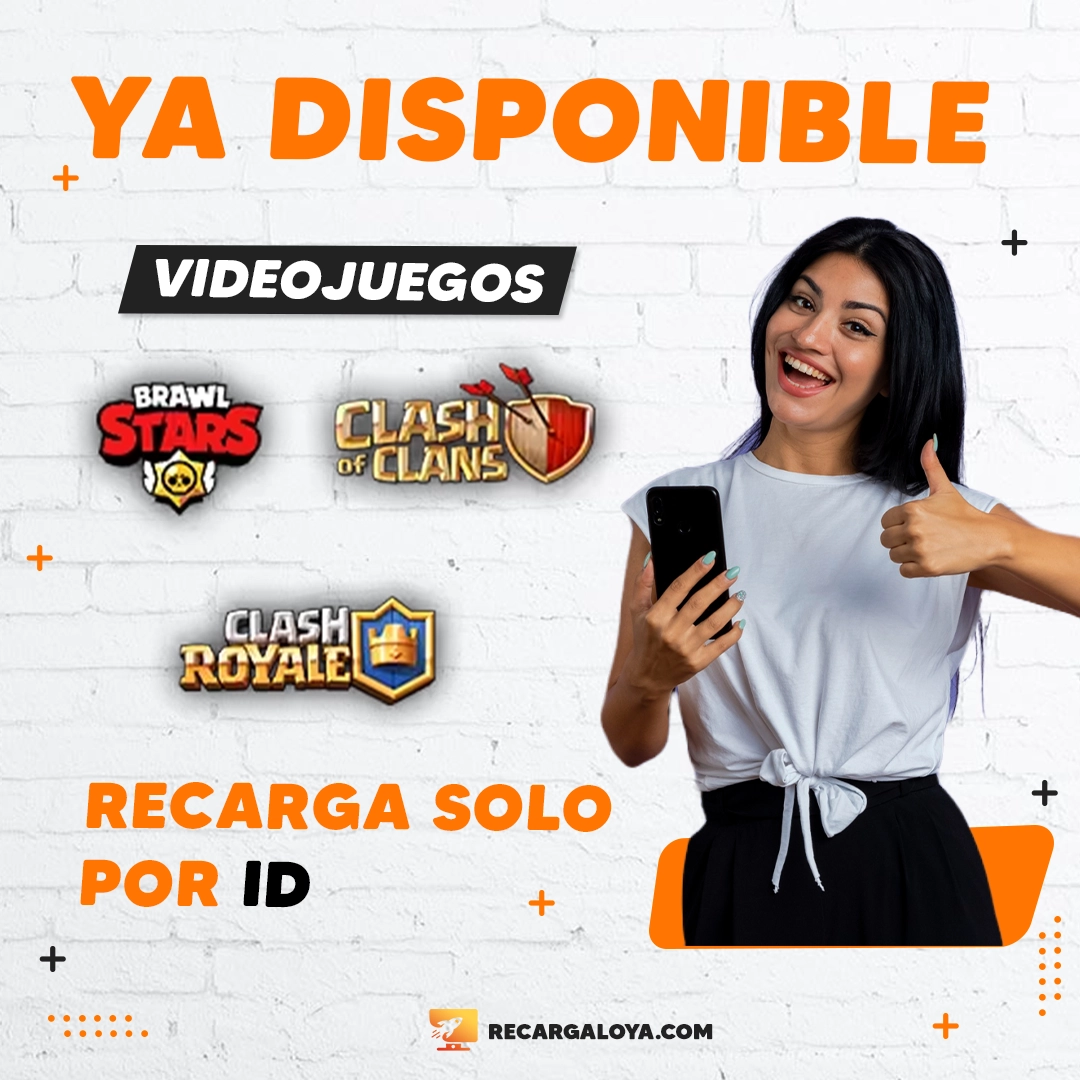 YA DISPONIBLE
VIDEOJUEGOS
BRAWL
STARS
CLASH
of CLANS
CLASH
ROYALE
RECARGA SOLO
POR ID
RECARGALOYA.COM